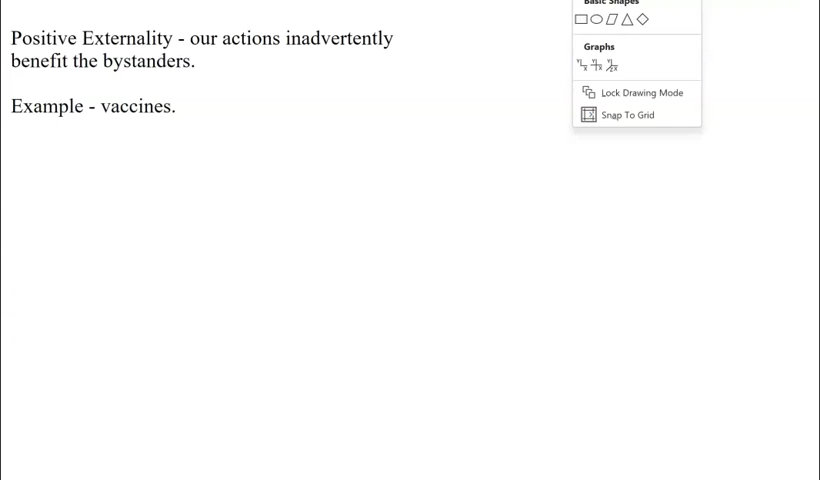 Basic Shapes
Positive Externality - our actions inadvertently
benefit the bystanders.
Graphs
Example - vaccines.
Lock Drawing Mode
Snap To Grid